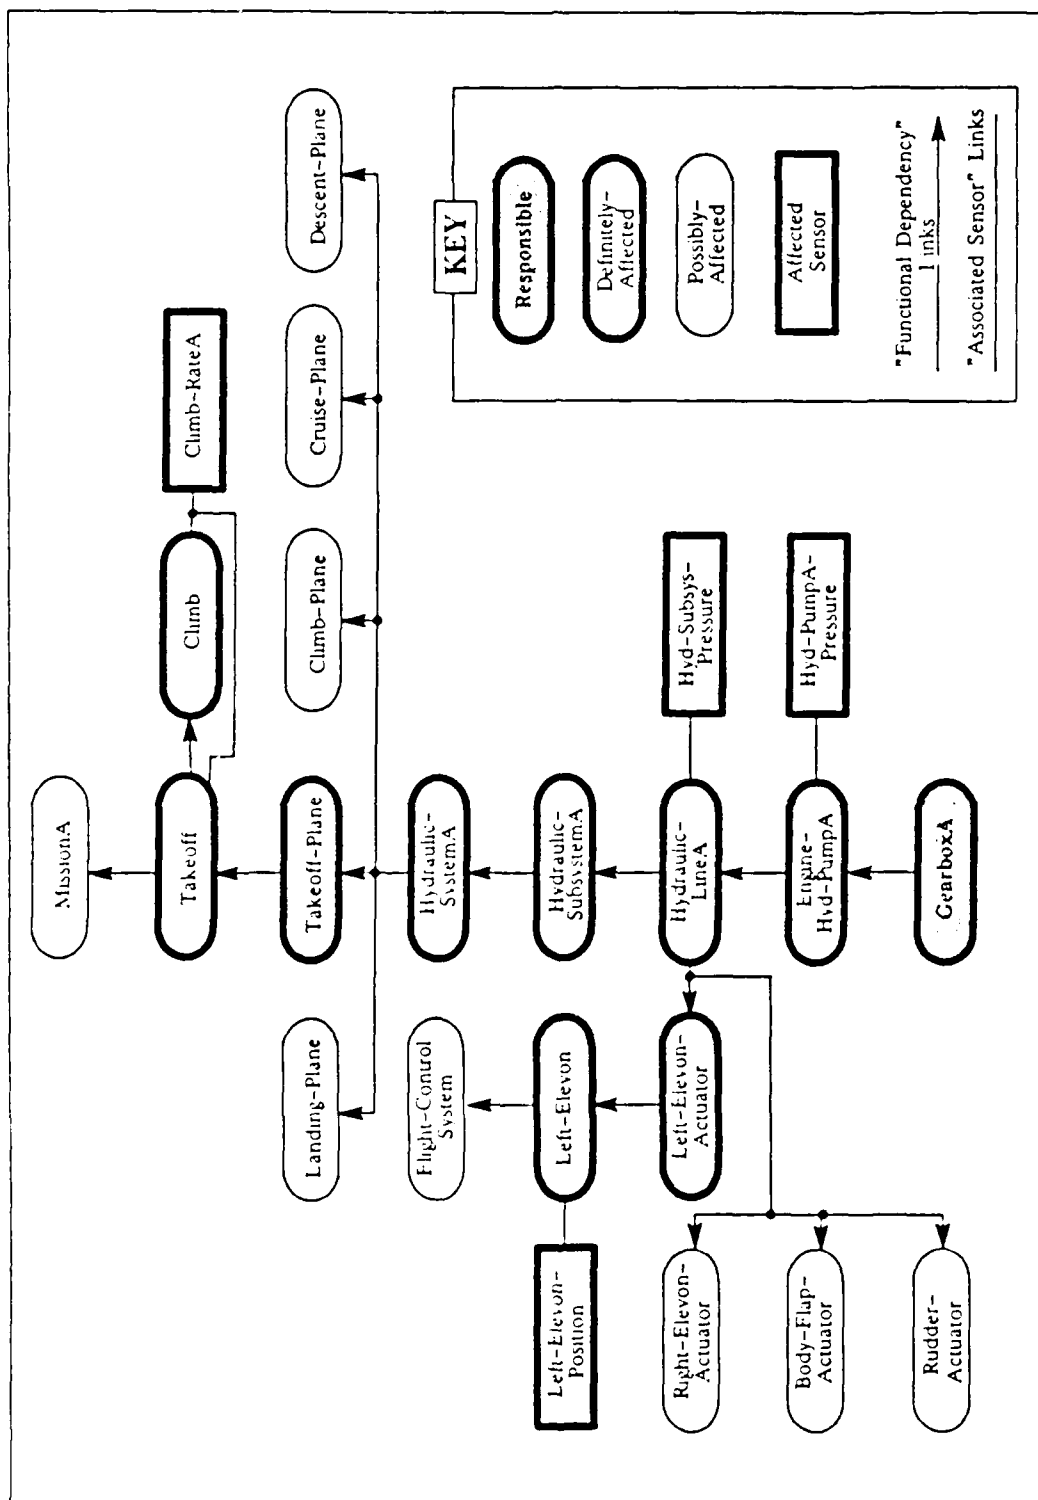 MissionA
Takeoff
Climb
Climb-RateA
Landing-Plane
Takeoff-Plane
Climb-Plane
Cruise-Plane
Descent-Plane
Flight-Control
System
Hydraulic-
SystemA
Left-Elevon-
Position
Left-Elevon
Hydraulic-
SubsystemA
Right-Elevon-
Actuator
Left-Elevon-
Actuator
Hydraulic-
LineA
Hyd-Subsys-
Pressure
Body-Flap-
Actuator
Engine-
Hyd-PumpA
Hyd-PumpA-
Pressure
Rudder-
Actuator
GearboxA
KEY
Responsible
Definitely-
Affected
Possibly-
Affected
Affected
Sensor
"Functional Dependency"
Links
"Associated Sensor" Links